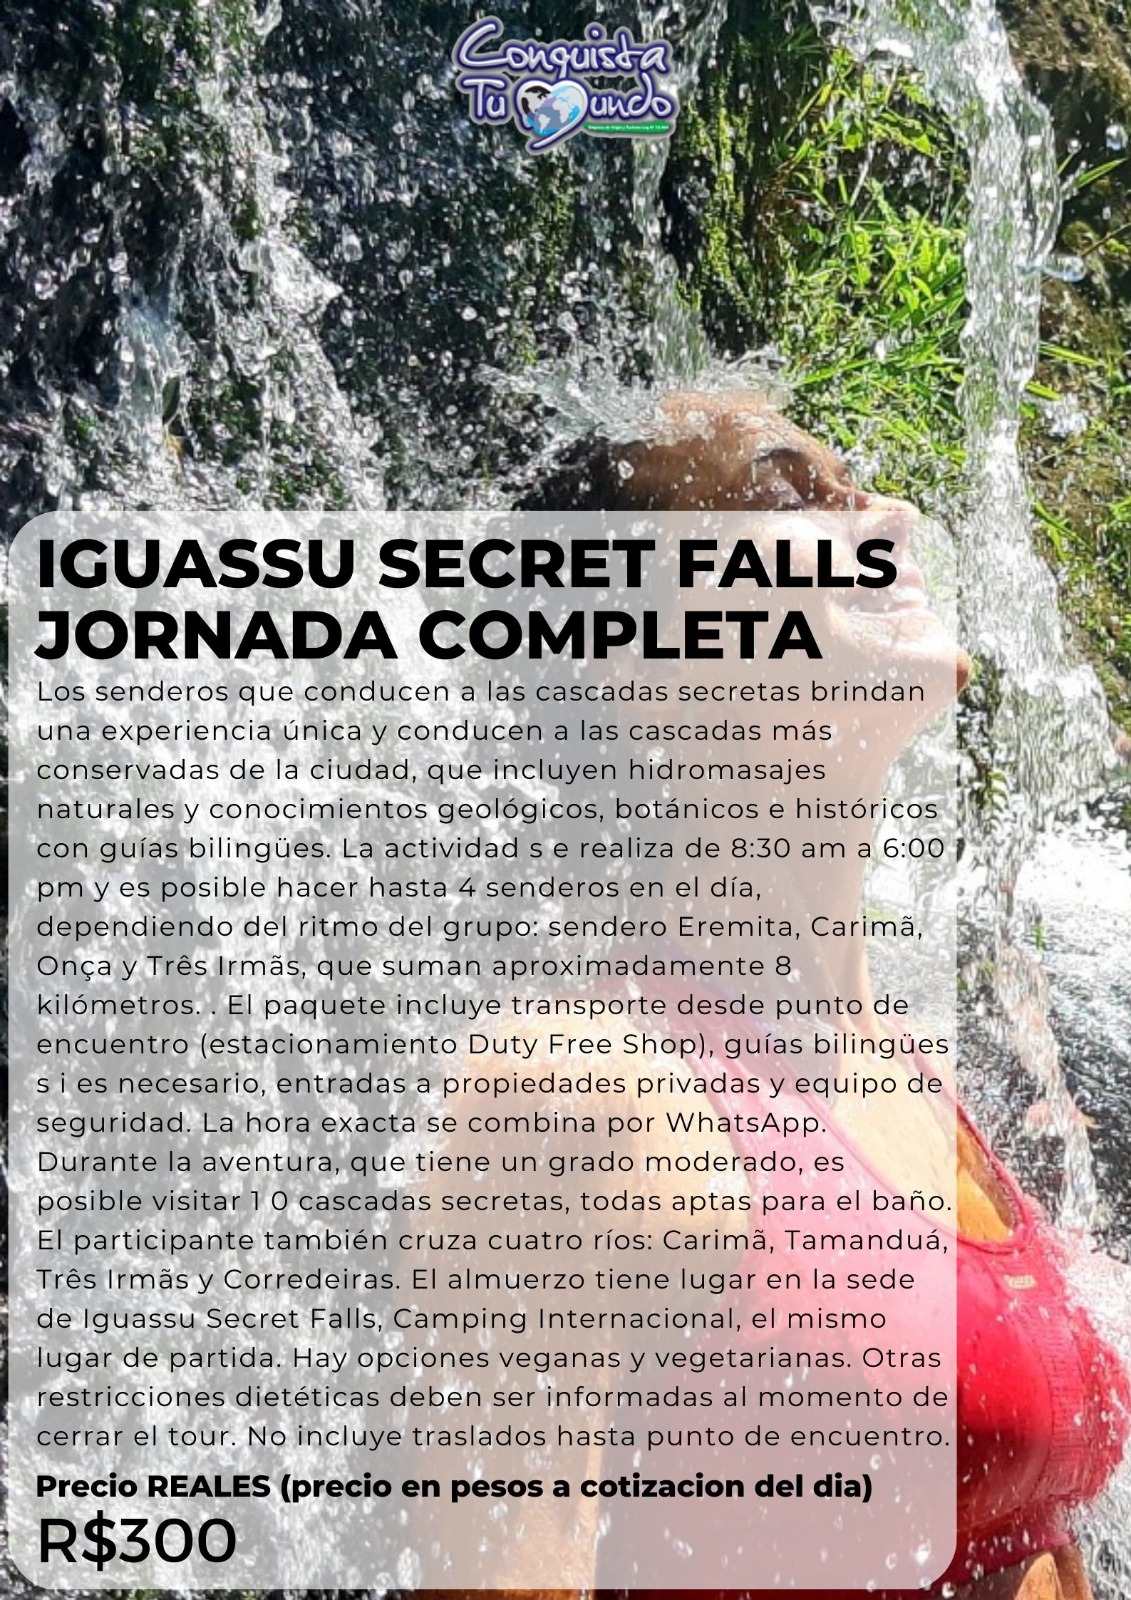 Conquista
Tu Mundo
IGUASSU SECRET FALLS
JORNADA COMPLETA
Los senderos que conducen a las cascadas secretas brindan
una experiencia única y conducen a las cascadas más
conservadas de la ciudad, que incluyen hidromasajes
naturales y conocimientos geológicos, botánicos e históricos
con guías bilingües. La actividad s e realiza de 8:30 am a 6:00
pm y es posible hacer hasta 4 senderos en el día,
dependiendo del ritmo del grupo: sendero Eremita, Carimã,
Onça y Três Irmãs, que suman aproximadamente 8
kilómetros. . El paquete incluye transporte desde punto de
encuentro (estacionamiento Duty Free Shop), guías bilingües
s i es necesario, entradas a propiedades privadas y equipo de
seguridad. La hora exacta se combina por WhatsApp.
Durante la aventura, que tiene un grado moderado, es
posible visitar 1 0 cascadas secretas, todas aptas para el baño.
El participante también cruza cuatro ríos: Carimã, Tamanduá,
Três Irmãs y Corredeiras. El almuerzo tiene lugar en la sede
de Iguassu Secret Falls, Camping Internacional, el mismo
lugar de partida. Hay opciones veganas y vegetarianas. Otras
restricciones dietéticas deben ser informadas al momento de
cerrar el tour. No incluye traslados hasta punto de encuentro.
Precio REALES (precio en pesos a cotizacion del dia)
R$300